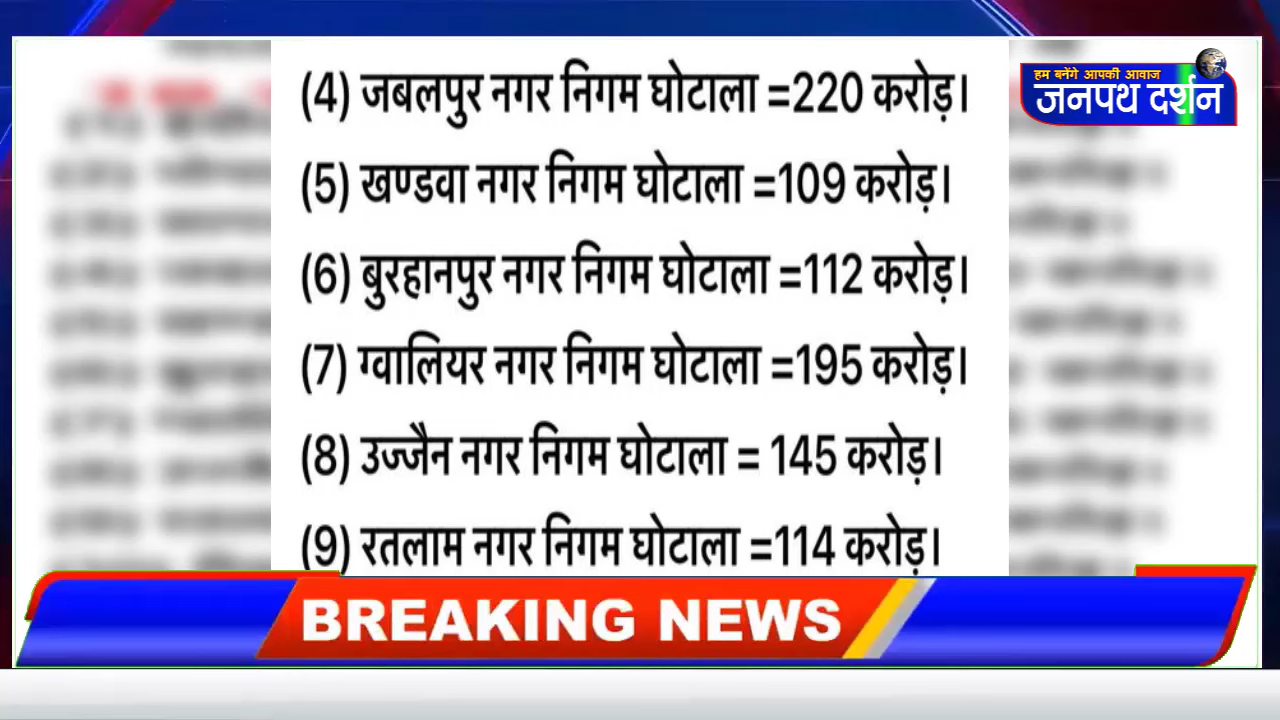 हम बनेंगे आपकी आवाज
जनपथ दर्शन
(4) जबलपुर नगर निगम घोटाला =220 करोड़।
(5) खण्डवा नगर निगम घोटाला =109 करोड़।
(6) बुरहानपुर नगर निगम घोटाला =112 करोड़।
(7) ग्वालियर नगर निगम घोटाला =195 करोड़।
(8) उज्जैन नगर निगम घोटाला = 145 करोड़।
(9) रतलाम नगर निगम घोटाला =114 करोड़।
BREAKING NEWS